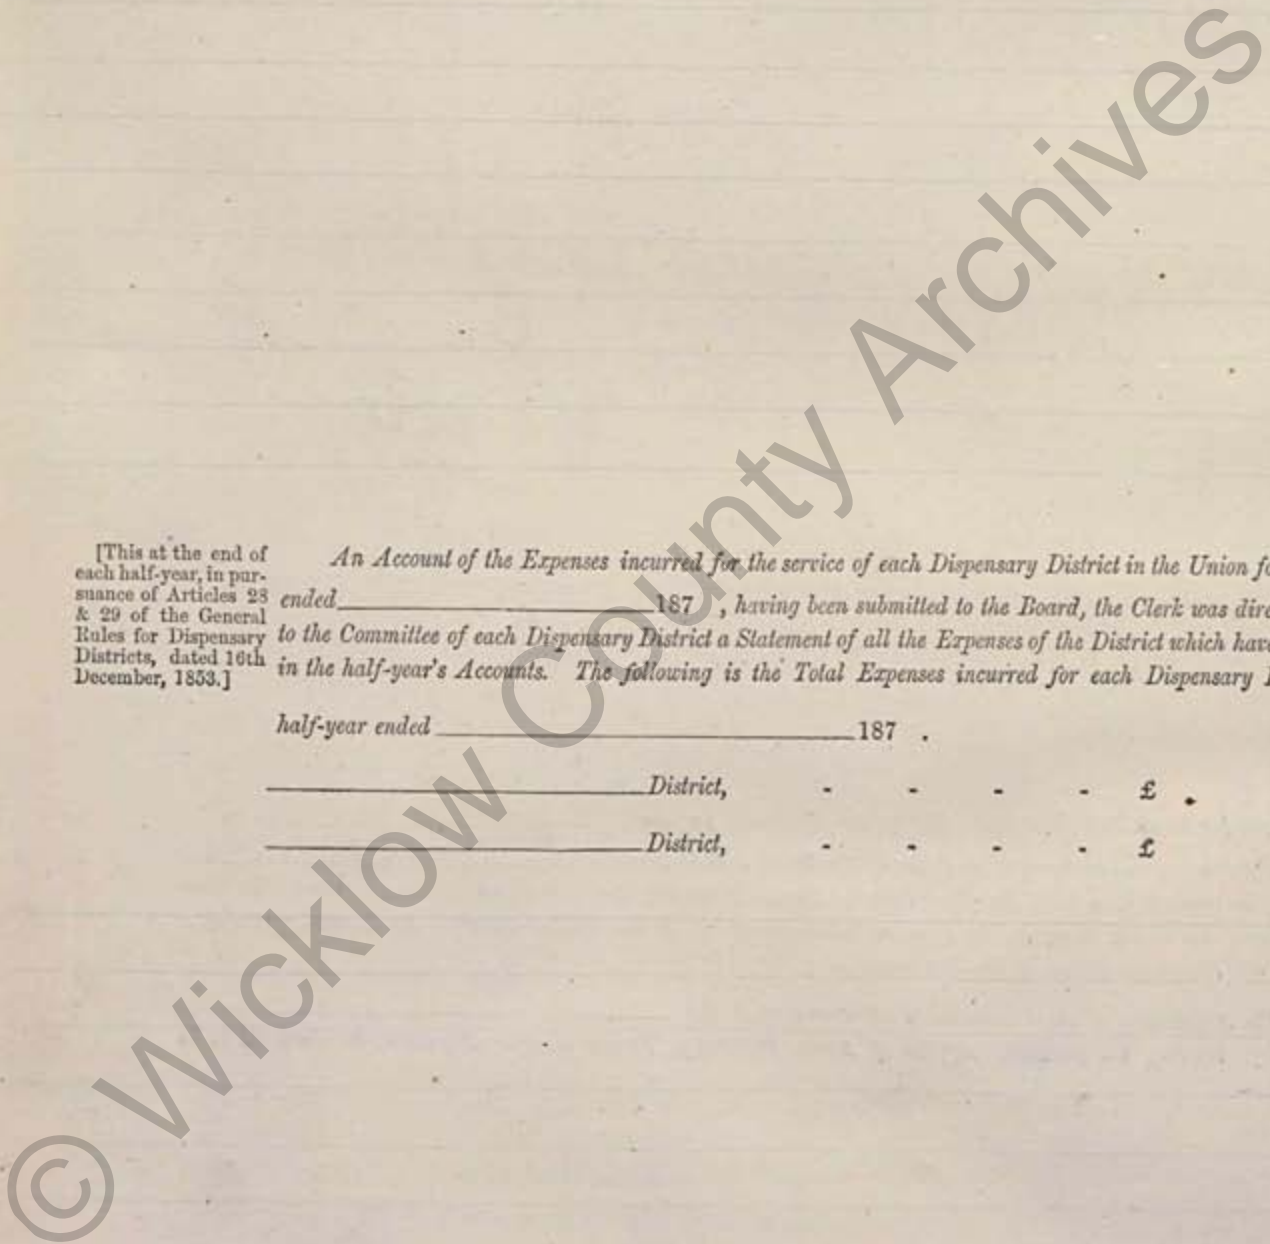 [This at the end of
each half-year, in pur-
suance of Articles 28
& 29 of the General
Rules for Dispensary
Districts, dated 16th
December, 1853.]
An Account of the Expenses incurred for the service of each Dispensary District in the Union fo
ended 187 , having been submitted to the Board, the Clerk was dire
to the Committee of each Dispensary District a Statement of all the Expenses of the District which have
in the half-year's Accounts. The following is the Total Expenses incurred for each Dispensary
half-year ended 187 .
District, - - - - £ .
District, - - - - £
© Wicklow County Archives